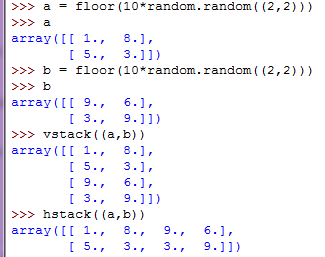 >>> a = floor(10*random.random((2,2)))
>>> a
array([[ 1.,  8.],
       [ 5.,  3.]])
>>> b = floor(10*random.random((2,2)))
>>> b
array([[ 9.,  6.],
       [ 3.,  9.]])
>>> vstack((a,b))
array([[ 1.,  8.],
       [ 5.,  3.],
       [ 9.,  6.],
       [ 3.,  9.]])
>>> hstack((a,b))
array([[ 1.,  8.,  9.,  6.],
       [ 5.,  3.,  3.,  9.]])